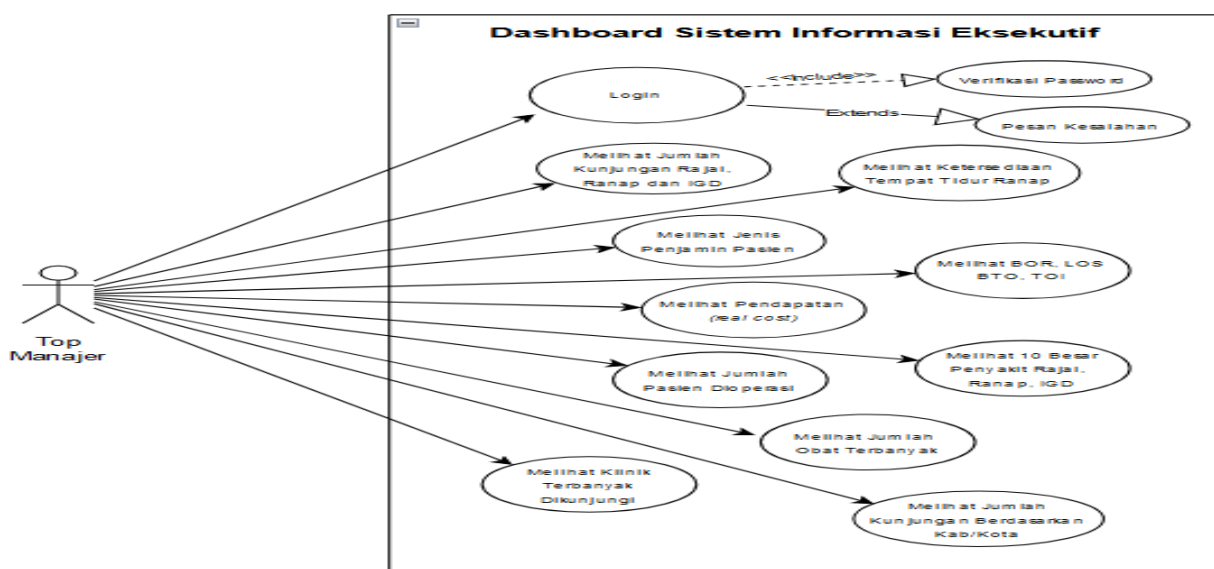 Dashboard Sistem Informasi Eksekutif
Login
<<Include>>
Verifikasi Password
Extends
Pesan Kesalahan
Melihat Jumlah
Kunjungan Rajal,
Ranap dan IGD
Melihat Ketersediaan
Tempat Tidur Ranap
Melihat Jenis
Penjamin Pasien
Melihat BOR, LOS
BTO, TOI
Melihat Pendapatan
(real cost)
Top
Manajer
Melihat Jumlah
Pasien Dioperasi
Melihat 10 Besar
Penyakit Rajal,
Ranap, IGD
Melihat Jumlah
Obat Terbanyak
Melihat Klinik
Terbanyak
Dikunjungi
Melihat Jumlah
Kunjungan Berdasarkan
Kab/Kota